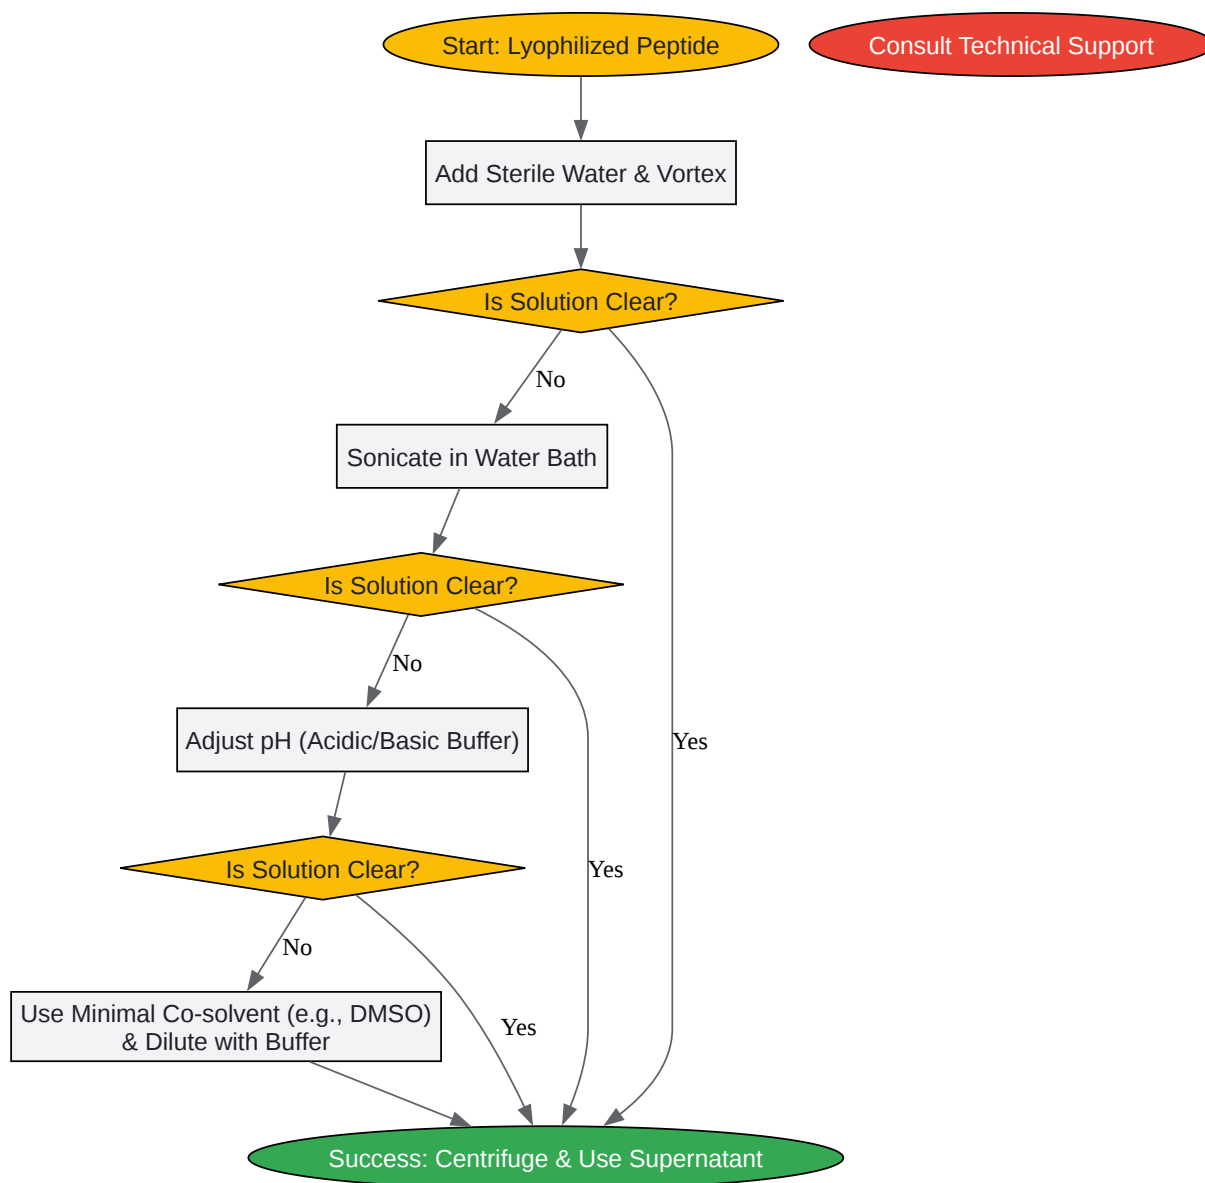 Start: Lyophilized Peptide
Consult Technical Support
Add Sterile Water & Vortex
Is Solution Clear?
No
Sonicate in Water Bath
Is Solution Clear?
No
Adjust pH (Acidic/Basic Buffer)
Yes
Is Solution Clear?
Yes
No
Use Minimal Co-solvent (e.g., DMSO)
& Dilute with Buffer
Yes
Success: Centrifuge & Use Supernatant